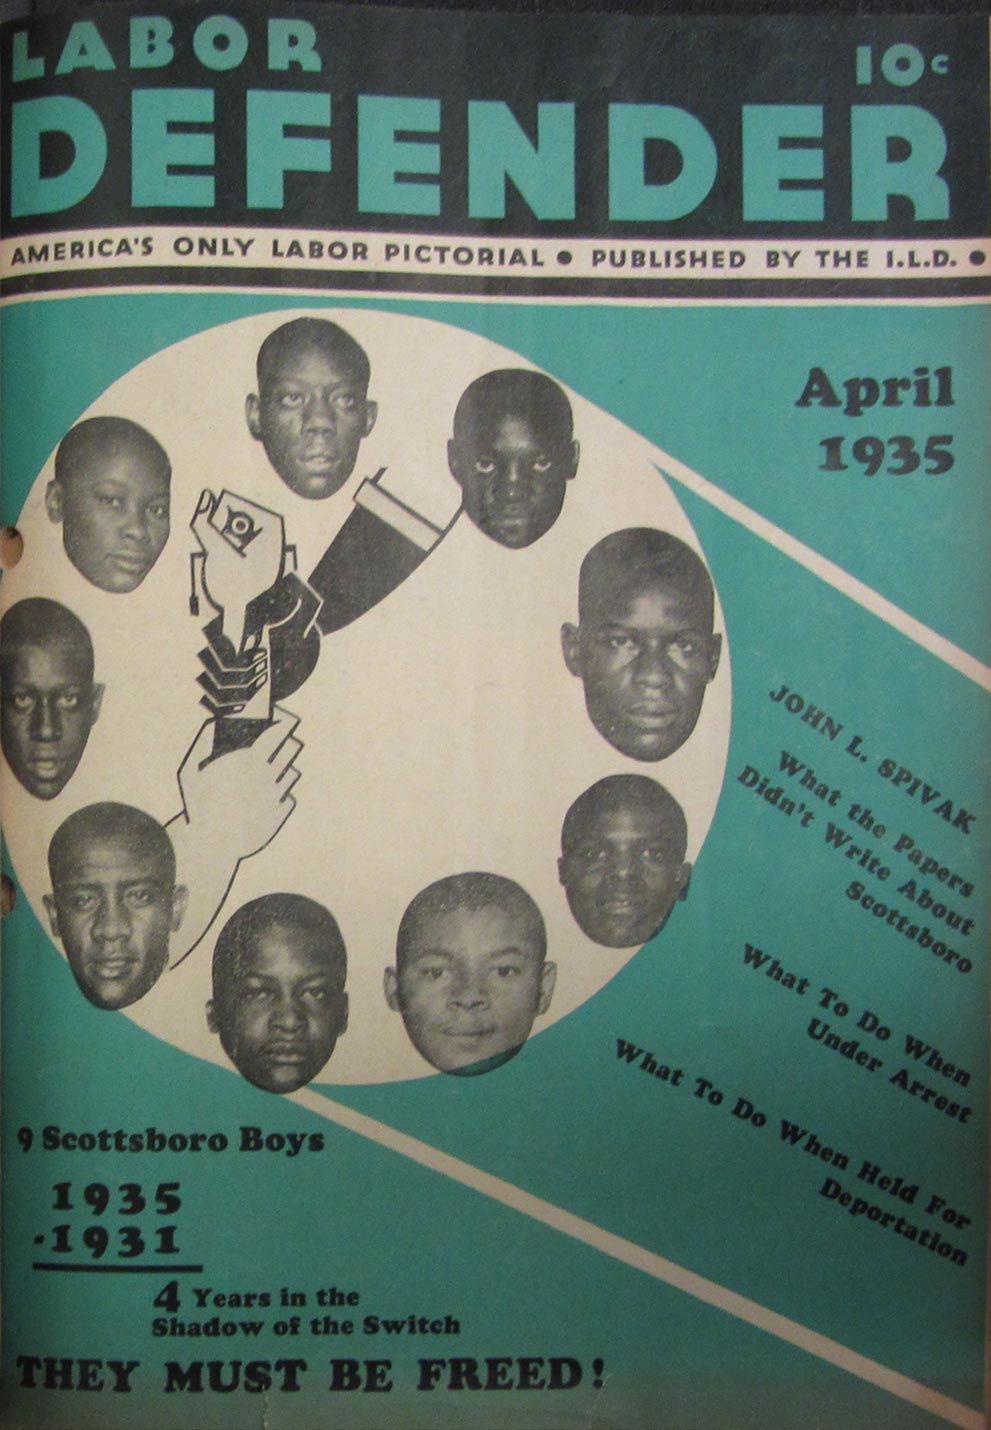 LABOR
10c
DEFENDER
AMERICA'S ONLY LABOR PICTORIAL ● PUBLISHED BY THE I.L.D. ●
April
1935
JOHN L. SPIVAK
What the Papers
Didn't Write About
Scottsboro
What To Do When
Under Arrest
What To Do When Held For
Deportation
9 Scottsboro Boys
1935
-1931
4 Years in the
Shadow of the Switch
THEY MUST BE FREED!